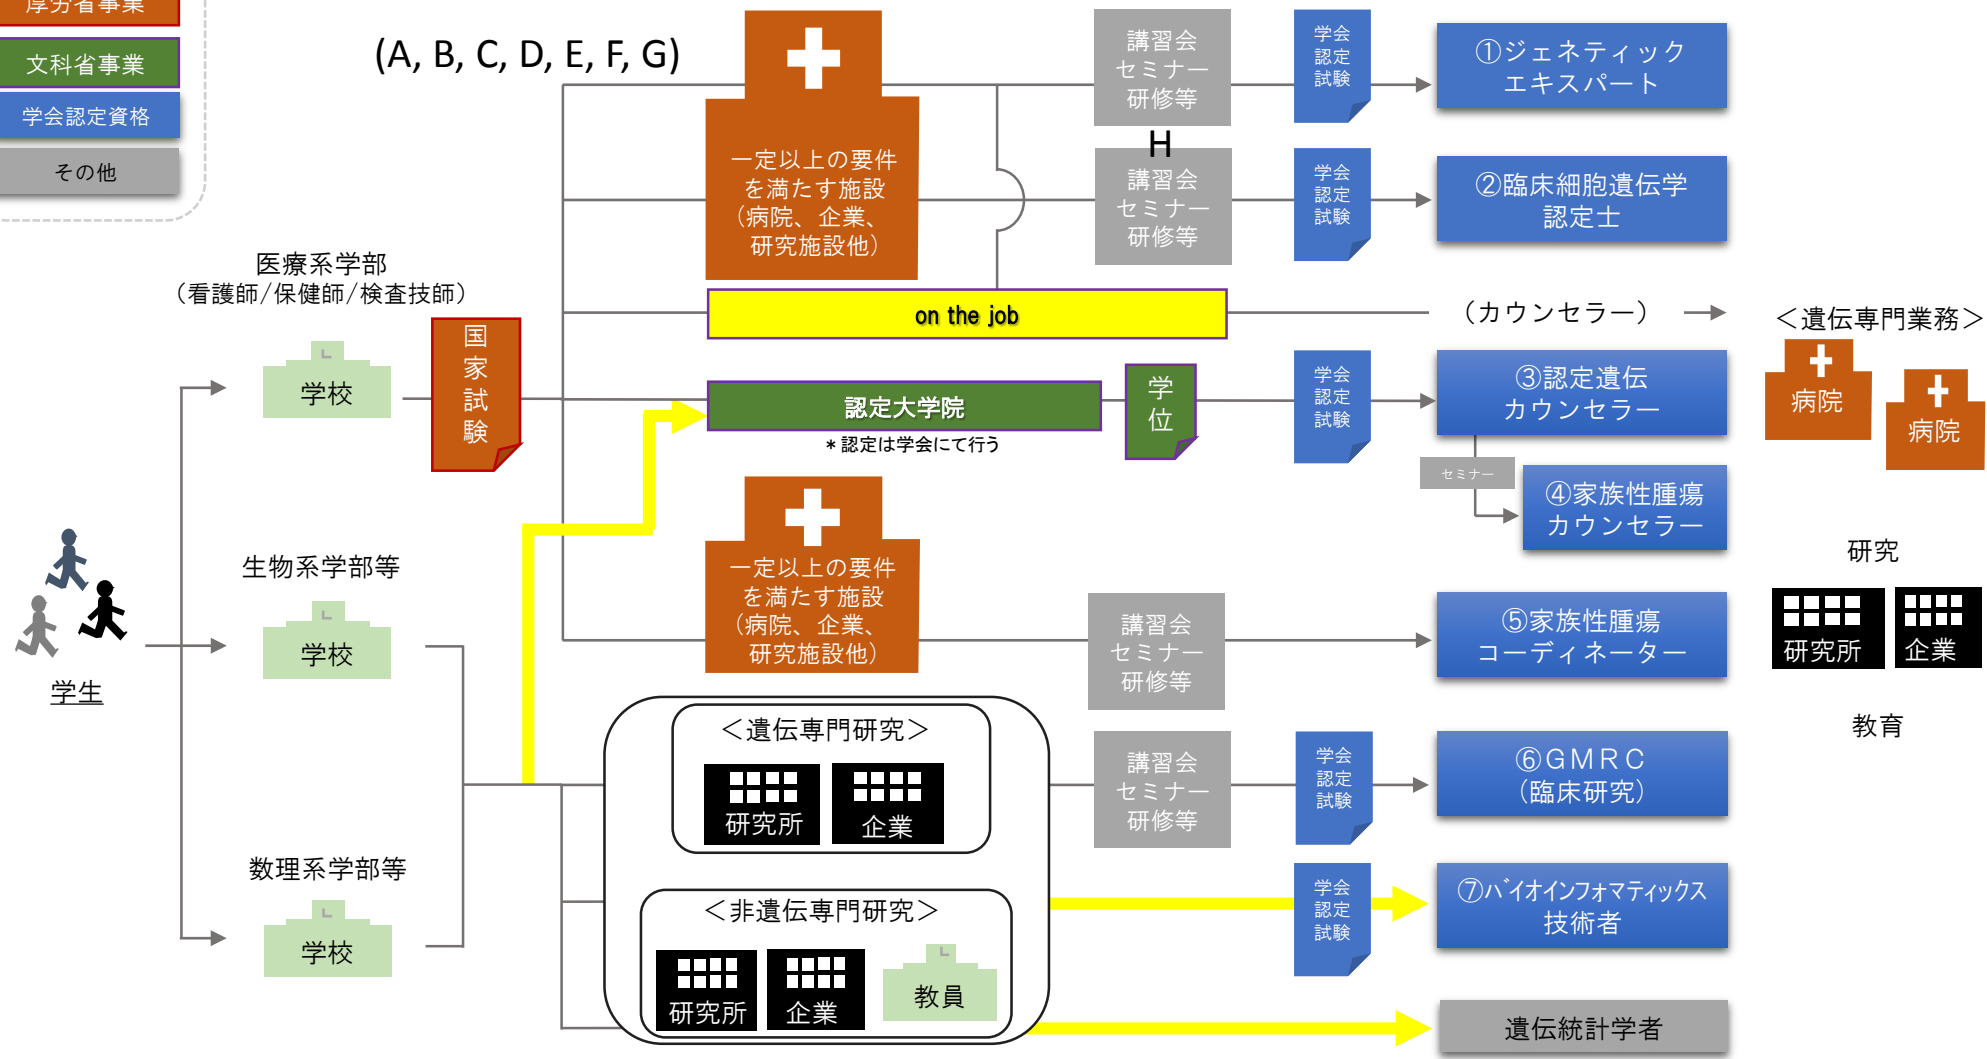 厚労省事業
文科省事業
学会認定資格
その他
(A, B, C, D, E, F, G)
一定以上の要件
を満たす施設
（病院、企業、
研究施設他）
講習会
セミナー
研修等
H
講習会
セミナー
研修等
学会
認定
試験
学会
認定
試験
①ジェネティック
エキスパート
②臨床細胞遺伝学
認定士
医療系学部
（看護師/保健師/検査技師）
学校
国家試験
on the job
（カウンセラー）
＜遺伝専門業務＞
病院
病院
認定大学院
＊認定は学会にて行う
学位
学会
認定
試験
③認定遺伝
カウンセラー
セミナー
④家族性腫瘍
カウンセラー
学生
生物系学部等
学校
一定以上の要件
を満たす施設
（病院、企業、
研究施設他）
講習会
セミナー
研修等
⑤家族性腫瘍
コーディネーター
研究
研究所
企業
教育
＜遺伝専門研究＞
研究所
企業
講習会
セミナー
研修等
学会
認定
試験
⑥ＧＭＲＣ
（臨床研究）
数理系学部等
学校
＜非遺伝専門研究＞
研究所
企業
教員
学会
認定
試験
⑦ﾊﾞｲｵｲﾝﾌｫﾏﾃｨｯｸｽ
技術者
遺伝統計学者